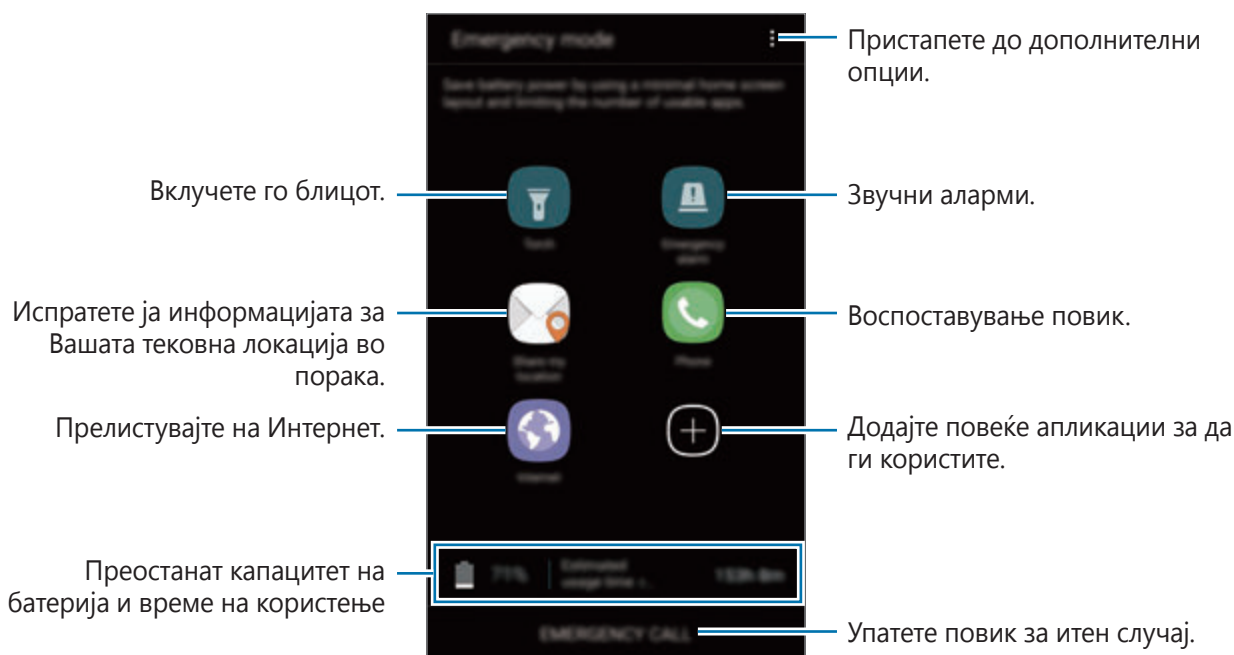 Emergency mode
Пристапете до дополнителни
опции.
Save battery power by using a minimal home screen
layout and limiting the number of usable apps.
Вклучете го блицот.
Звучни аларми.
Torch
Emergency
alarm
Испратете ја информацијата за
Вашата тековна локација во
порака.
Воспоставување повик.
Share my
location
Phone
Прелистувајте на Интернет.
Додајте повеќе апликации за да
ги користите.
Internet
Преостанат капацитет на
батерија и време на користење
71%
Estimated
usage time
EMERGENCY CALL
Упатете повик за итен случај.